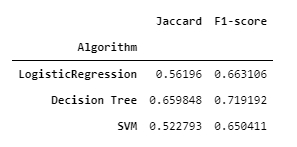 Jaccard F1-score
Algorithm
LogisticRegression 0.56196 0.663106
Decision Tree 0.659848 0.719192
SVM 0.522793 0.650411